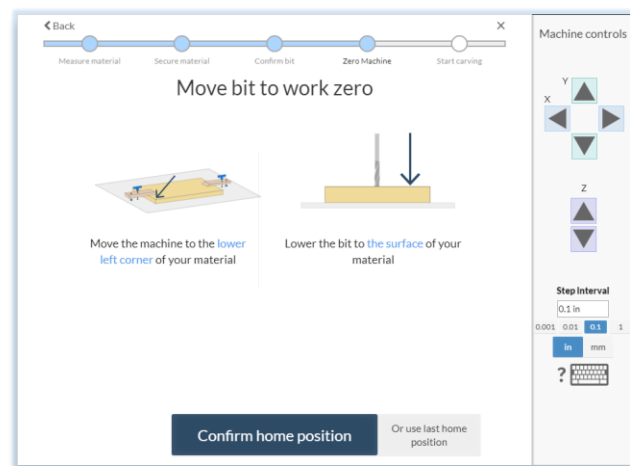 Back
Measure material
Secure material
Confirm bit
Zero Machine
Start carving
Move bit to work zero
Move the machine to the lower
left corner of your material
Lower the bit to the surface of your
material
Confirm home position
Or use last home
position
Machine controls
Y
X
Z
Step Interval
0.1 in
0.001 0.01 0.1 1
in mm
?